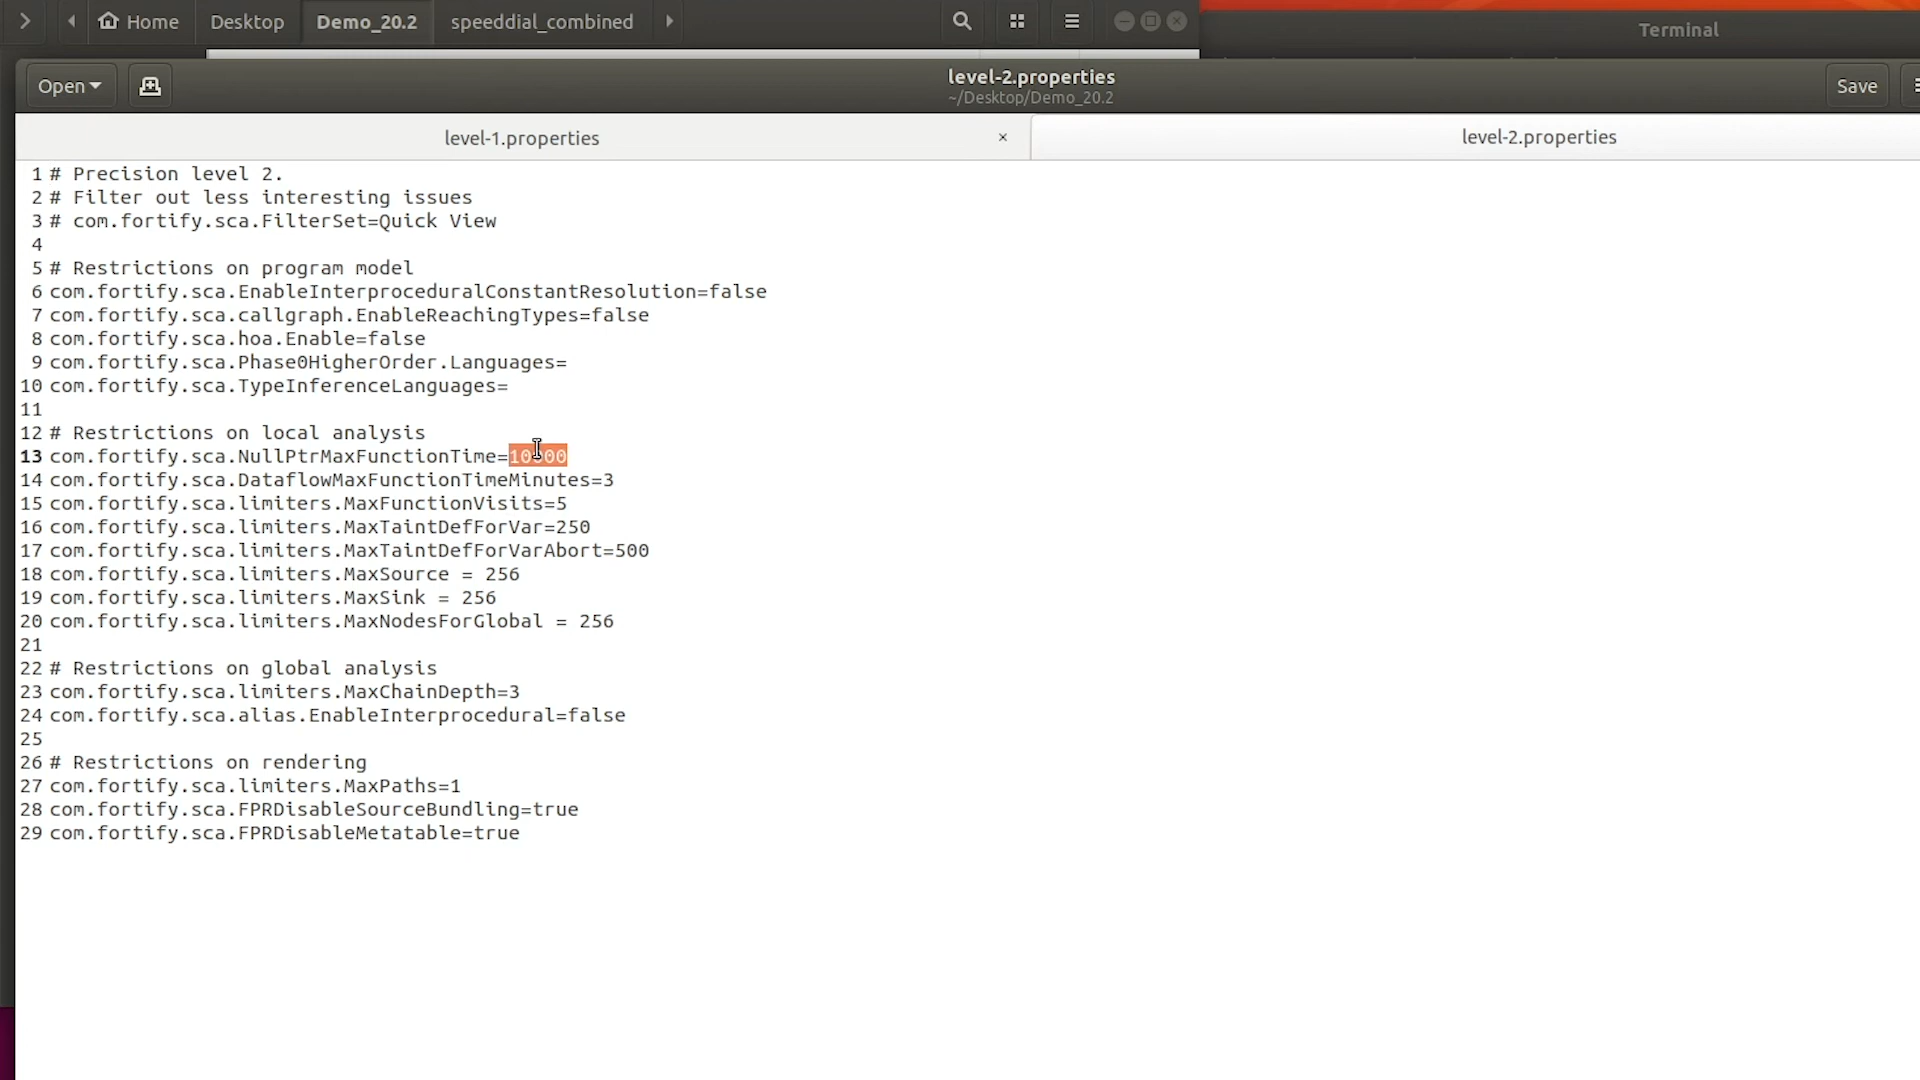 Home
Desktop
Demo_20.2
speeddial_combined
Terminal
Open
level-2.properties
~/Desktop/Demo_20.2
Save
level-1.properties
×
level-2.properties
1 # Precision level 2.
2 # Filter out less interesting issues
3 # com.fortify.sca.FilterSet=Quick View
4
5 # Restrictions on program model
6 com.fortify.sca.EnableInterproceduralConstantResolution=false
7 com.fortify.sca.callgraph.EnableReachingTypes=false
8 com.fortify.sca.hoa.Enable=false
9 com.fortify.sca.Phase0HigherOrder.Languages=
10 com.fortify.sca.TypeInferenceLanguages=
11
12 # Restrictions on local analysis
13 com.fortify.sca.NullPtrMaxFunctionTime=10000
14 com.fortify.sca.DataflowMaxFunctionTimeMinutes=3
15 com.fortify.sca.limiters.MaxFunctionVisits=5
16 com.fortify.sca.limiters.MaxTaintDefForVar=250
17 com.fortify.sca.limiters.MaxTaintDefForVarAbort=500
18 com.fortify.sca.limiters.MaxSource = 256
19 com.fortify.sca.limiters.MaxSink = 256
20 com.fortify.sca.limiters.MaxNodesForGlobal = 256
21
22 # Restrictions on global analysis
23 com.fortify.sca.limiters.MaxChainDepth=3
24 com.fortify.sca.alias.EnableInterprocedural=false
25
26 # Restrictions on rendering
27 com.fortify.sca.limiters.MaxPaths=1
28 com.fortify.sca.FPRDisableSourceBundling=true
29 com.fortify.sca.FPRDisableMetatable=true